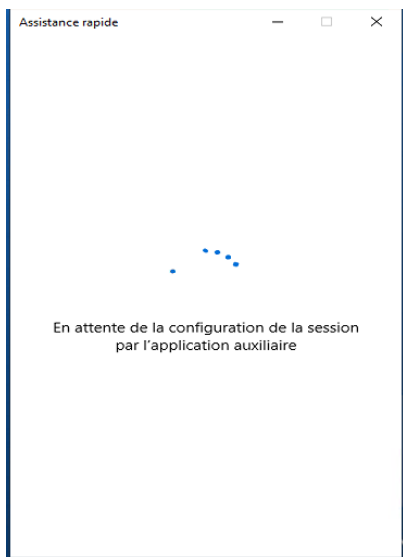 Assistance rapide
En attente de la configuration de la session
par l'application auxiliaire